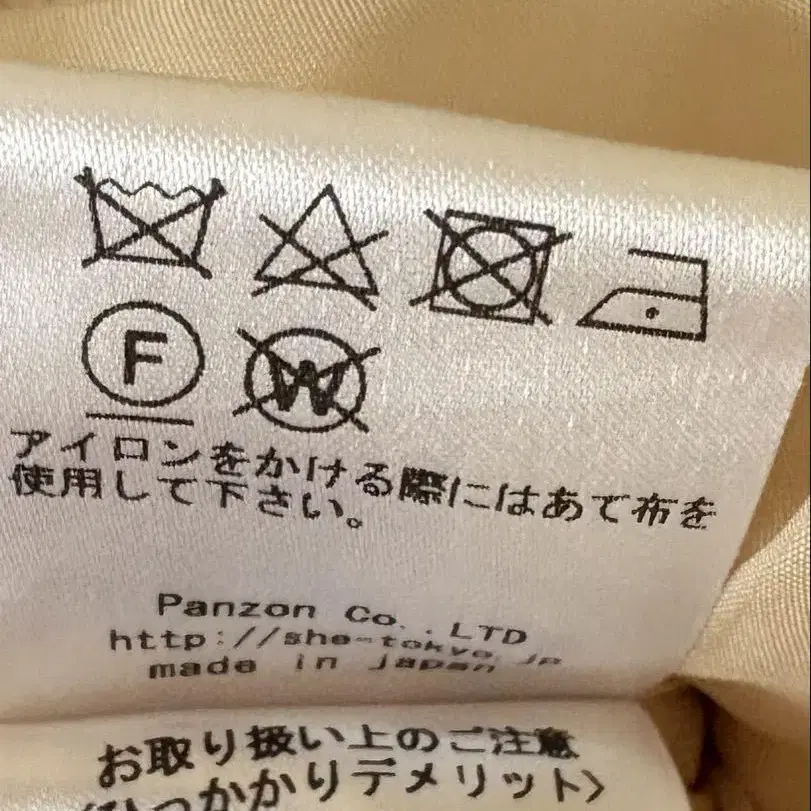 F W
アイロンをかける際にはあて布を
使用して下さい。
Panzon Co.,LTD
http://she-tokyo.jp
made in japan
お取り扱い上のご注意
ひっかかりデメリット〉